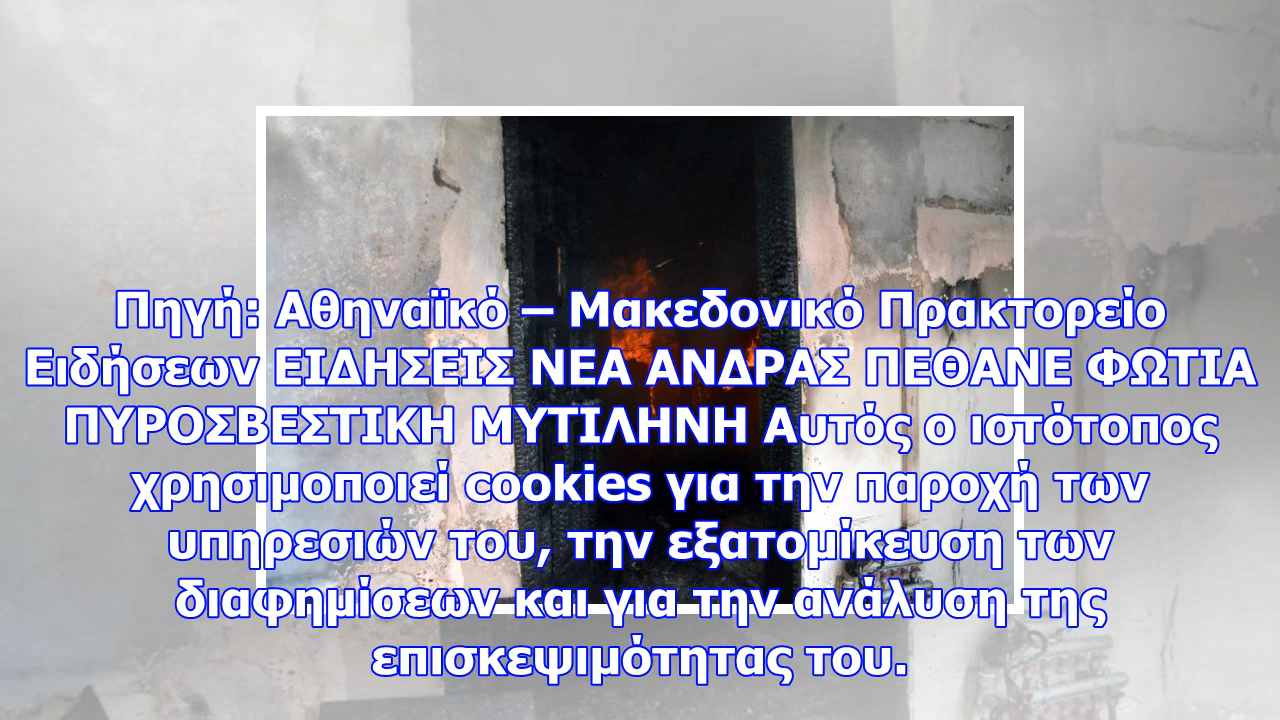 Πηγή: Αθηναϊκό – Μακεδονικό Πρακτορείο
Ειδήσεων ΕΙΔΗΣΕΙΣ ΝΕΑ ΑΝΔΡΑΣ ΠΕΘΑΝΕ ΦΩΤΙΑ
ΠΥΡΟΣΒΕΣΤΙΚΗ ΜΥΤΙΛΗΝΗ Αυτός ο ιστότοπος
χρησιμοποιεί cookies για την παροχή των
υπηρεσιών του, την εξατομίκευση των
διαφημίσεων και για την ανάλυση της
επισκεψιμότητας του.